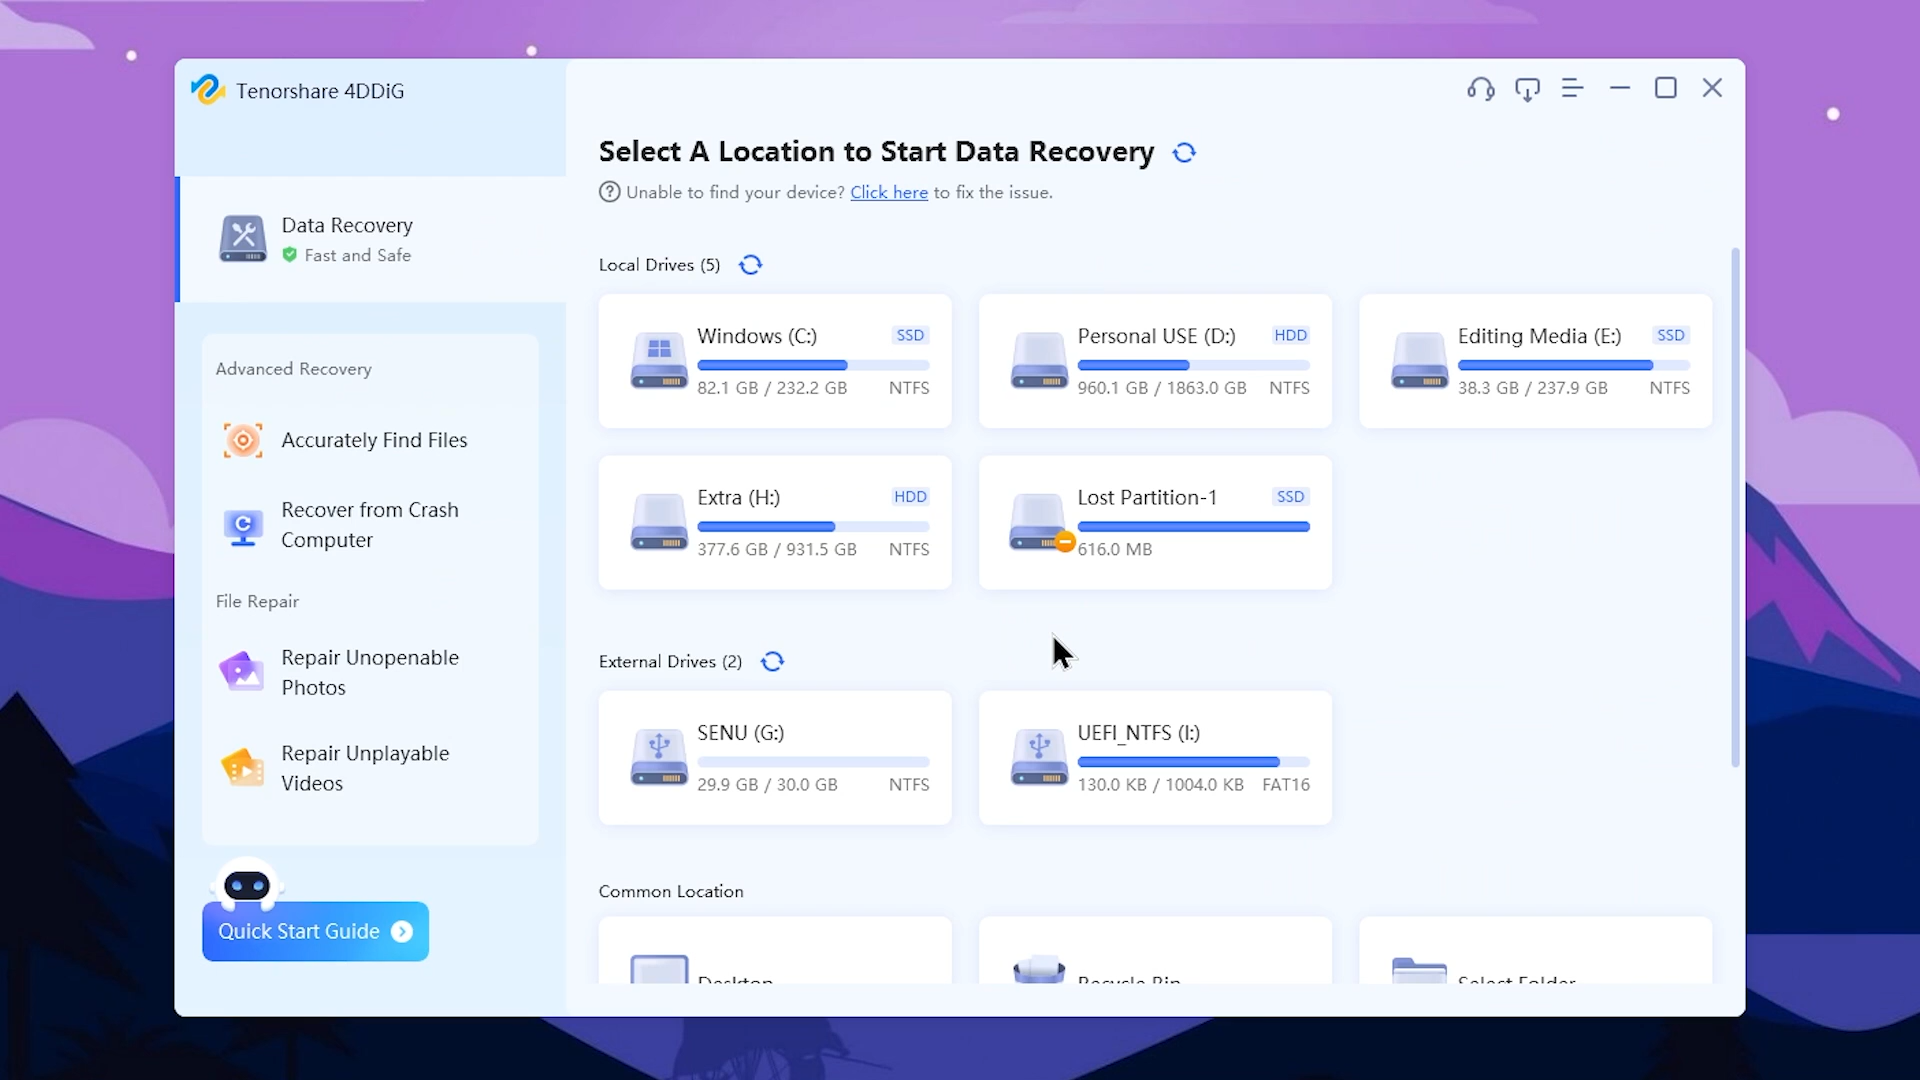 Tenorshare 4DDiG
Data Recovery
Fast and Safe
Advanced Recovery
Accurately Find Files
Recover from Crash
Computer
File Repair
Repair Unopenable
Photos
Repair Unplayable
Videos
Quick Start Guide
Select A Location to Start Data Recovery
Unable to find your device? Click here to fix the issue.
Local Drives (5)
Windows (C:) SSD
82.1 GB / 232.2 GB NTFS
Personal USE (D:) HDD
960.1 GB / 1863.0 GB NTFS
Editing Media (E:) SSD
38.3 GB / 237.9 GB NTFS
Extra (H:) HDD
377.6 GB / 931.5 GB NTFS
Lost Partition-1 SSD
616.0 MB
External Drives (2)
SENU (G:)
29.9 GB / 30.0 GB NTFS
UEFI_NTFS (I:)
130.0 KB / 1004.0 KB FAT16
Common Location
Desktop
Recycle Bin
Select Folder